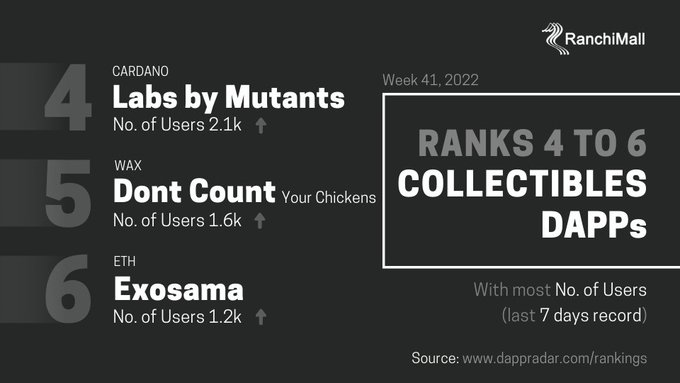 RanchiMall
Week 41, 2022
RANKS 4 TO 6
COLLECTIBLES
DAPPs
4
CARDANO
Labs by Mutants
No. of Users 2.1k
5
WAX
Dont Count Your Chickens
No. of Users 1.6k
6
ETH
Exosama
No. of Users 1.2k
With most No. of Users
(last 7 days record)
Source: www.dappradar.com/rankings